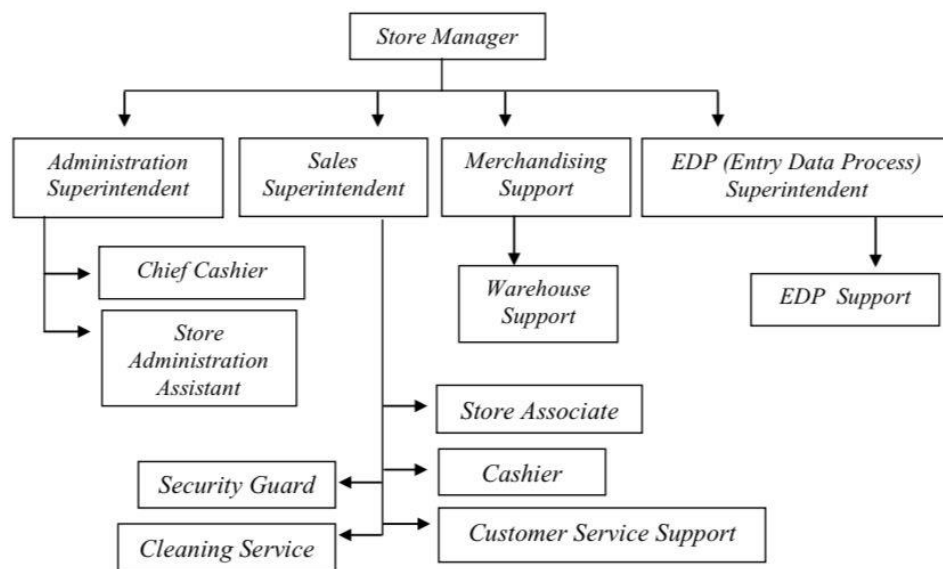 Store Manager
Administration
Superintendent
Sales
Superintendent
Merchandising
Support
EDP (Entry Data Process)
Superintendent
Chief Cashier
Store
Administration
Assistant
Warehouse
Support
EDP Support
Store Associate
Cashier
Security Guard
Customer Service Support
Cleaning Service